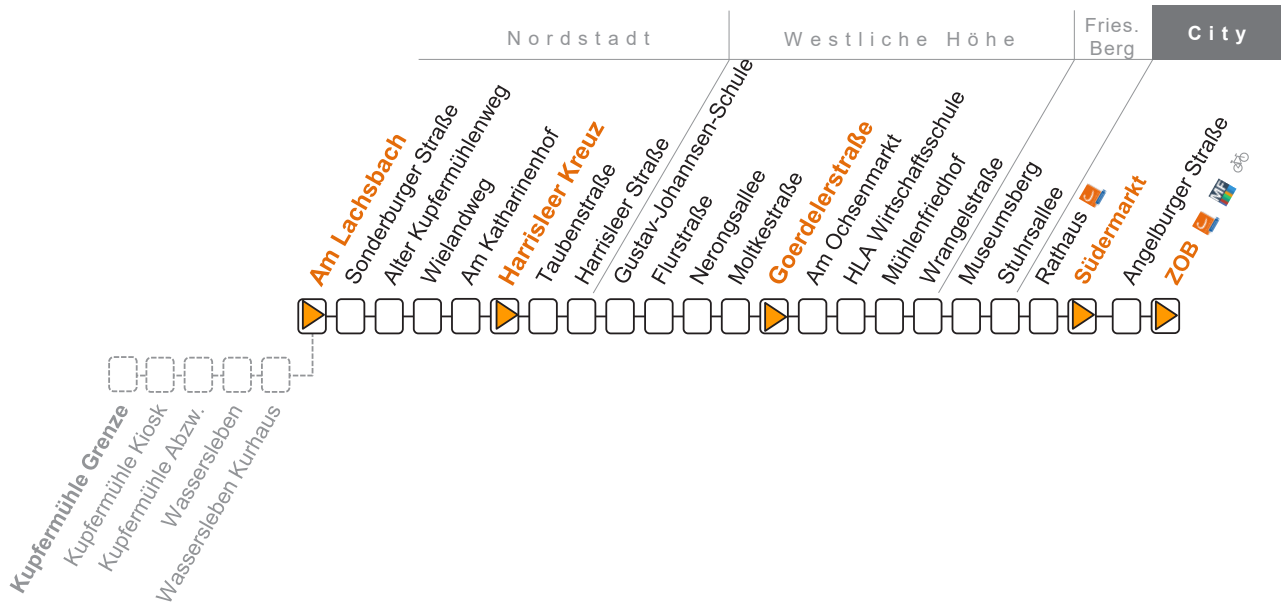 Nordstadt
Westliche Höhe
Fries.
Berg
City
Am Lachsbach
Sonderburger Straße
Alter Kupfermühlenweg
Wielandweg
Am Katharinenhof
Harrisleer Kreuz
Taubenstraße
Harrisleer Straße
Gustav-Johannsen-Schule
Flurstraße
Nerongsallee
Moltkestraße
Goerdelerstraße
Am Ochsenmarkt
HLA Wirtschaftsschule
Mühlenfriedhof
Wrangelstraße
Museumsberg
Stuhrsallee
Rathaus
Südermarkt
Angelburger Straße
ZOB
MF
Kupfermühle Grenze
Kupfermühle Kiosk
Kupfermühle Abzw.
Wassersleben
Wassersleben Kurhaus